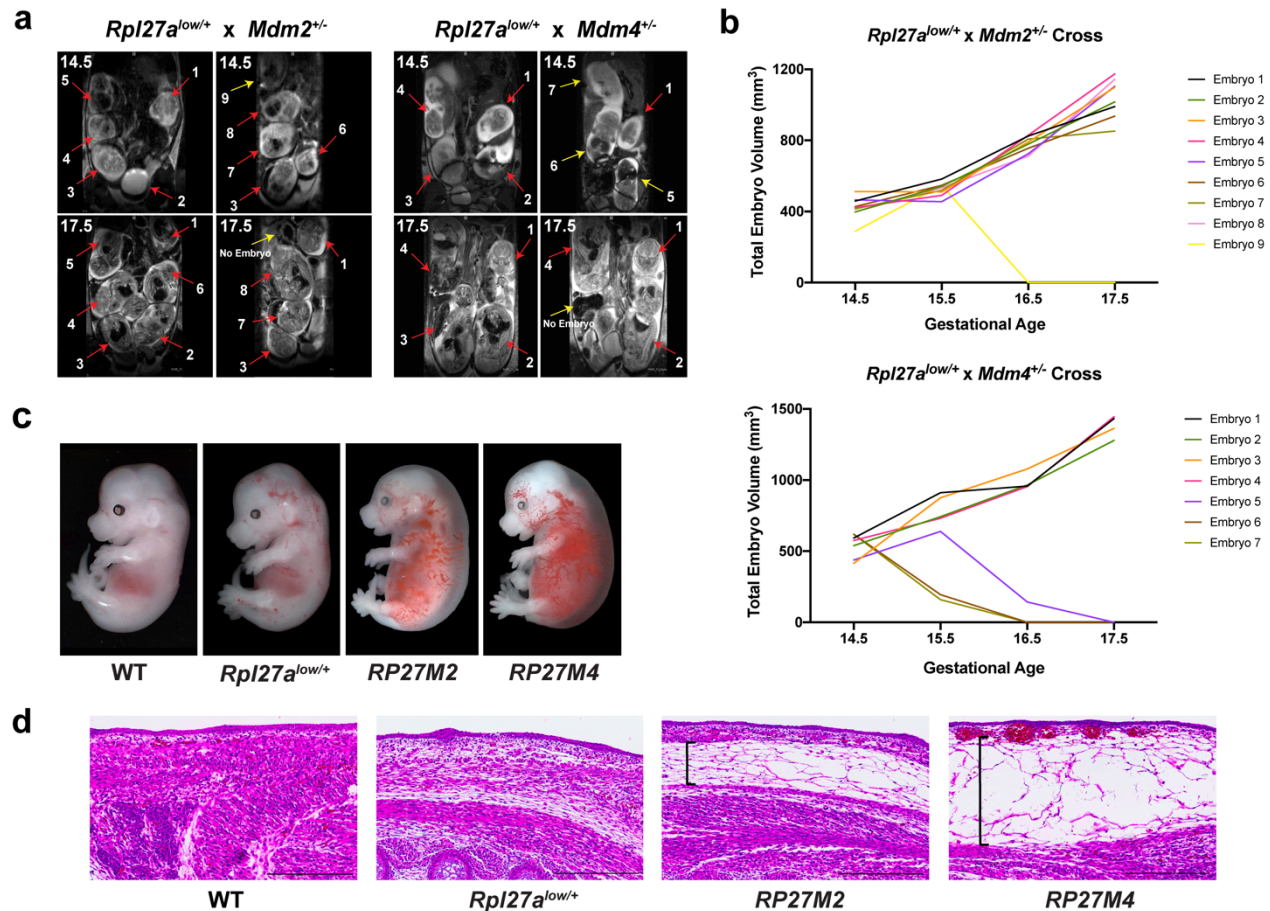 a
Rpl27a^low/+ x Mdm2^+/-
Rpl27a^low/+ x Mdm4^+/-
14.5
5
1
4
3
2
14.5
9
8
7
6
3
14.5
4
1
3
2
14.5
7
1
6
5
17.5
1
5
6
4
3
2
17.5
No Embryo
1
8
7
3
17.5
4
1
3
2
17.5
4
1
No Embryo
2
b
Rpl27a^low/+ x Mdm2^+/- Cross
Total Embryo Volume (mm³)
1200
800
400
0
14.5 15.5 16.5 17.5
Gestational Age
Embryo 1
Embryo 2
Embryo 3
Embryo 4
Embryo 5
Embryo 6
Embryo 7
Embryo 8
Embryo 9
Rpl27a^low/+ x Mdm4^+/- Cross
Total Embryo Volume (mm³)
1500
1000
500
0
14.5 15.5 16.5 17.5
Gestational Age
Embryo 1
Embryo 2
Embryo 3
Embryo 4
Embryo 5
Embryo 6
Embryo 7
c
WT
Rpl27a^low/+
RP27M2
RP27M4
d
WT
Rpl27a^low/+
RP27M2
RP27M4